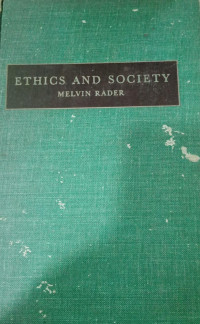 ETHICS AND SOCIETY
MELVIN RADER